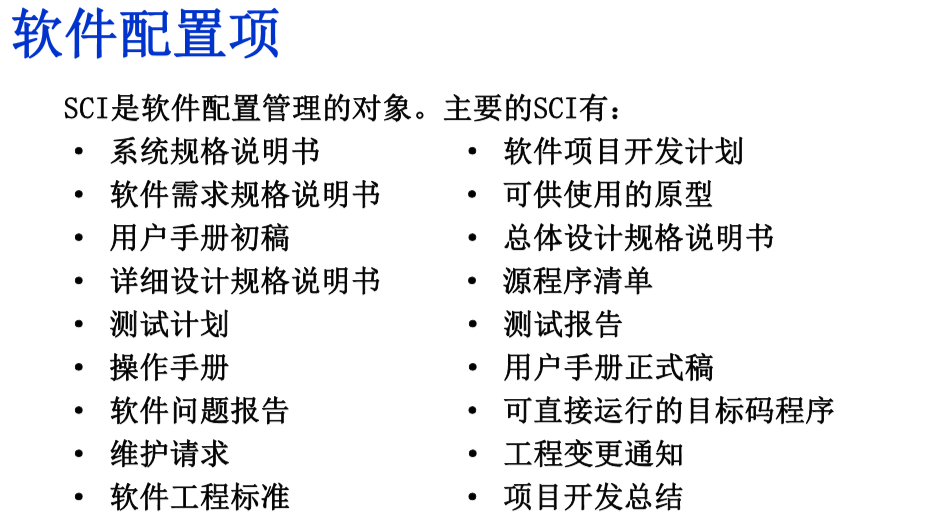 软件配置项
SCI是软件配置管理的对象。主要的SCI有：
• 系统规格说明书
• 软件项目开发计划
• 软件需求规格说明书
• 可供使用的原型
• 用户手册初稿
• 总体设计规格说明书
• 详细设计规格说明书
• 源程序清单
• 测试计划
• 测试报告
• 操作手册
• 用户手册正式稿
• 软件问题报告
• 可直接运行的目标码程序
• 维护请求
• 工程变更通知
• 软件工程标准
• 项目开发总结